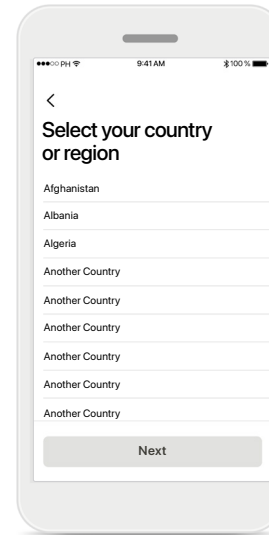 PH 9:41 AM 100 %
Select your country
or region
Afghanistan
Albania
Algeria
Another Country
Another Country
Another Country
Another Country
Another Country
Another Country
Next